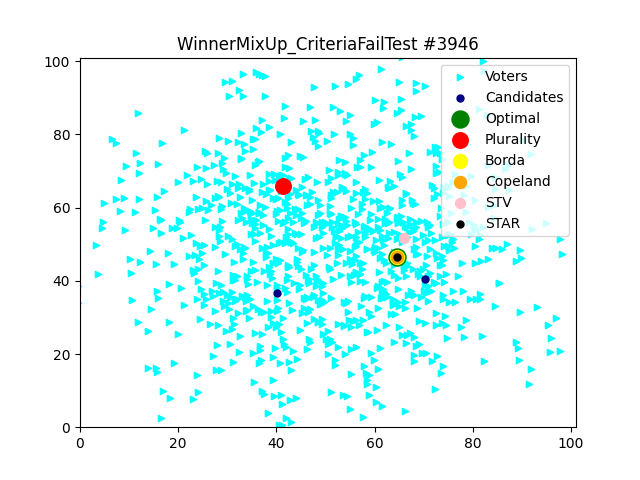 WinnerMixUp_CriteriaFailTest #3946
100
80
60
40
20
0
0 20 40 60 80 100
Voters
Candidates
Optimal
Plurality
Borda
Copeland
STV
STAR